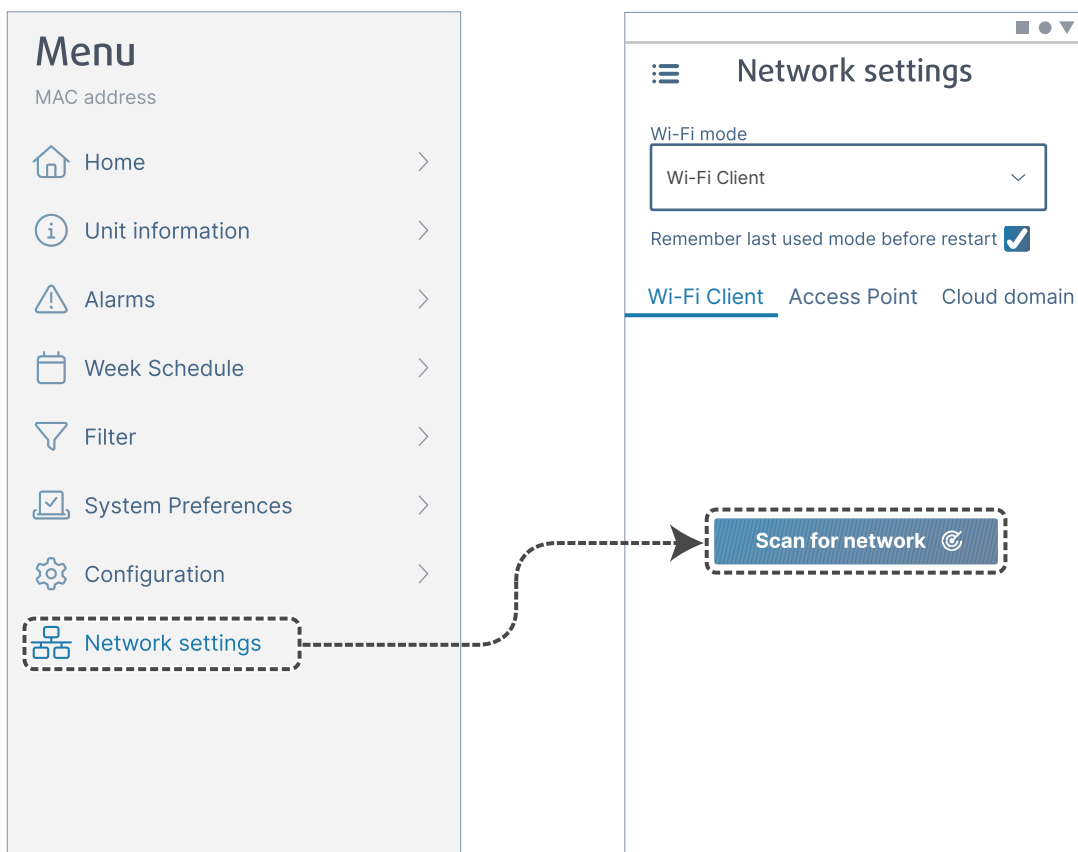 Menu
MAC address
Home
Unit information
Alarms
Week Schedule
Filter
System Preferences
Configuration
Network settings
Network settings
Wi-Fi mode
Wi-Fi Client
Remember last used mode before restart
Wi-Fi Client Access Point Cloud domain
Scan for network